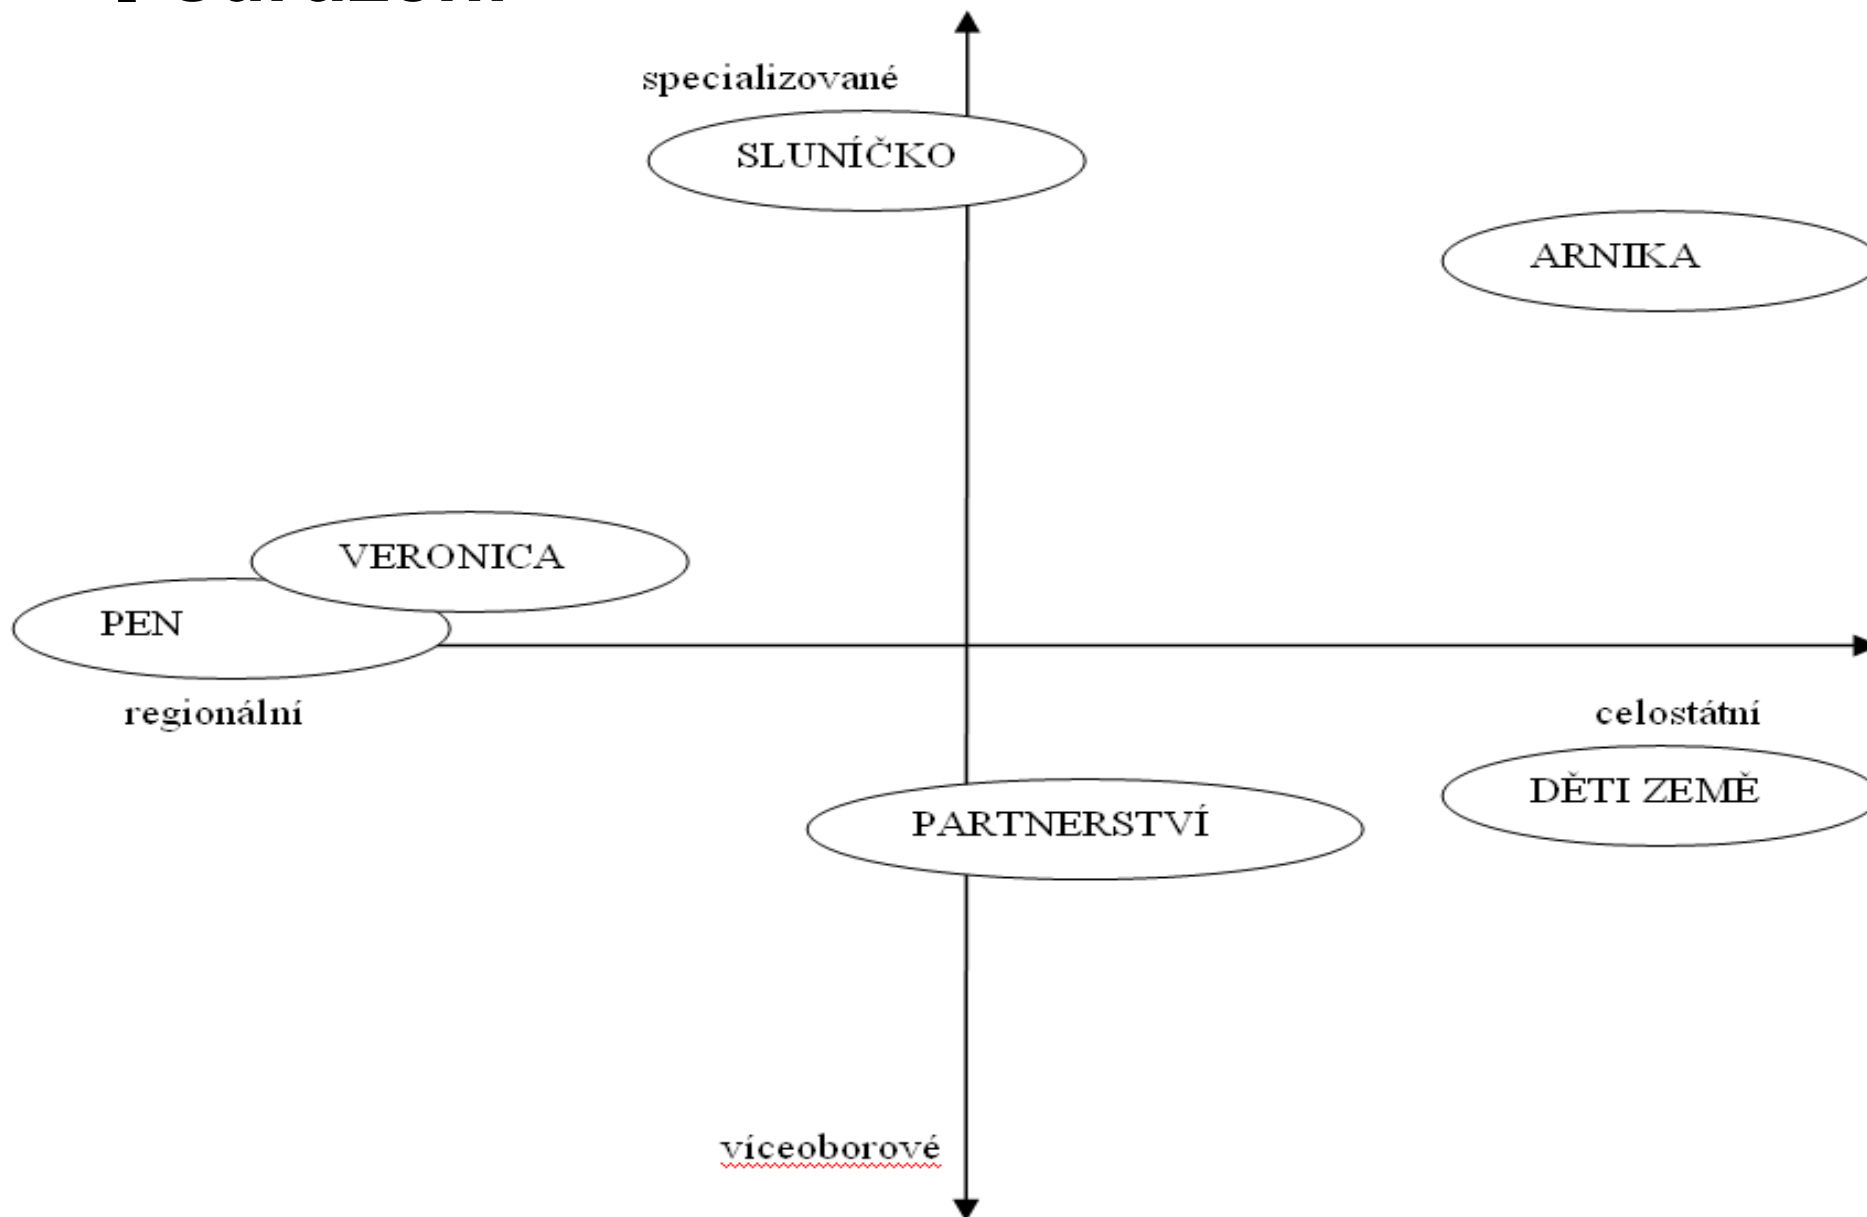 specializované
SLUNÍČKO
ARNIKA
VERONICA
PEN
regionální
celostátní
DĚTI ZEMĚ
PARTNERSTVÍ
víceoborové